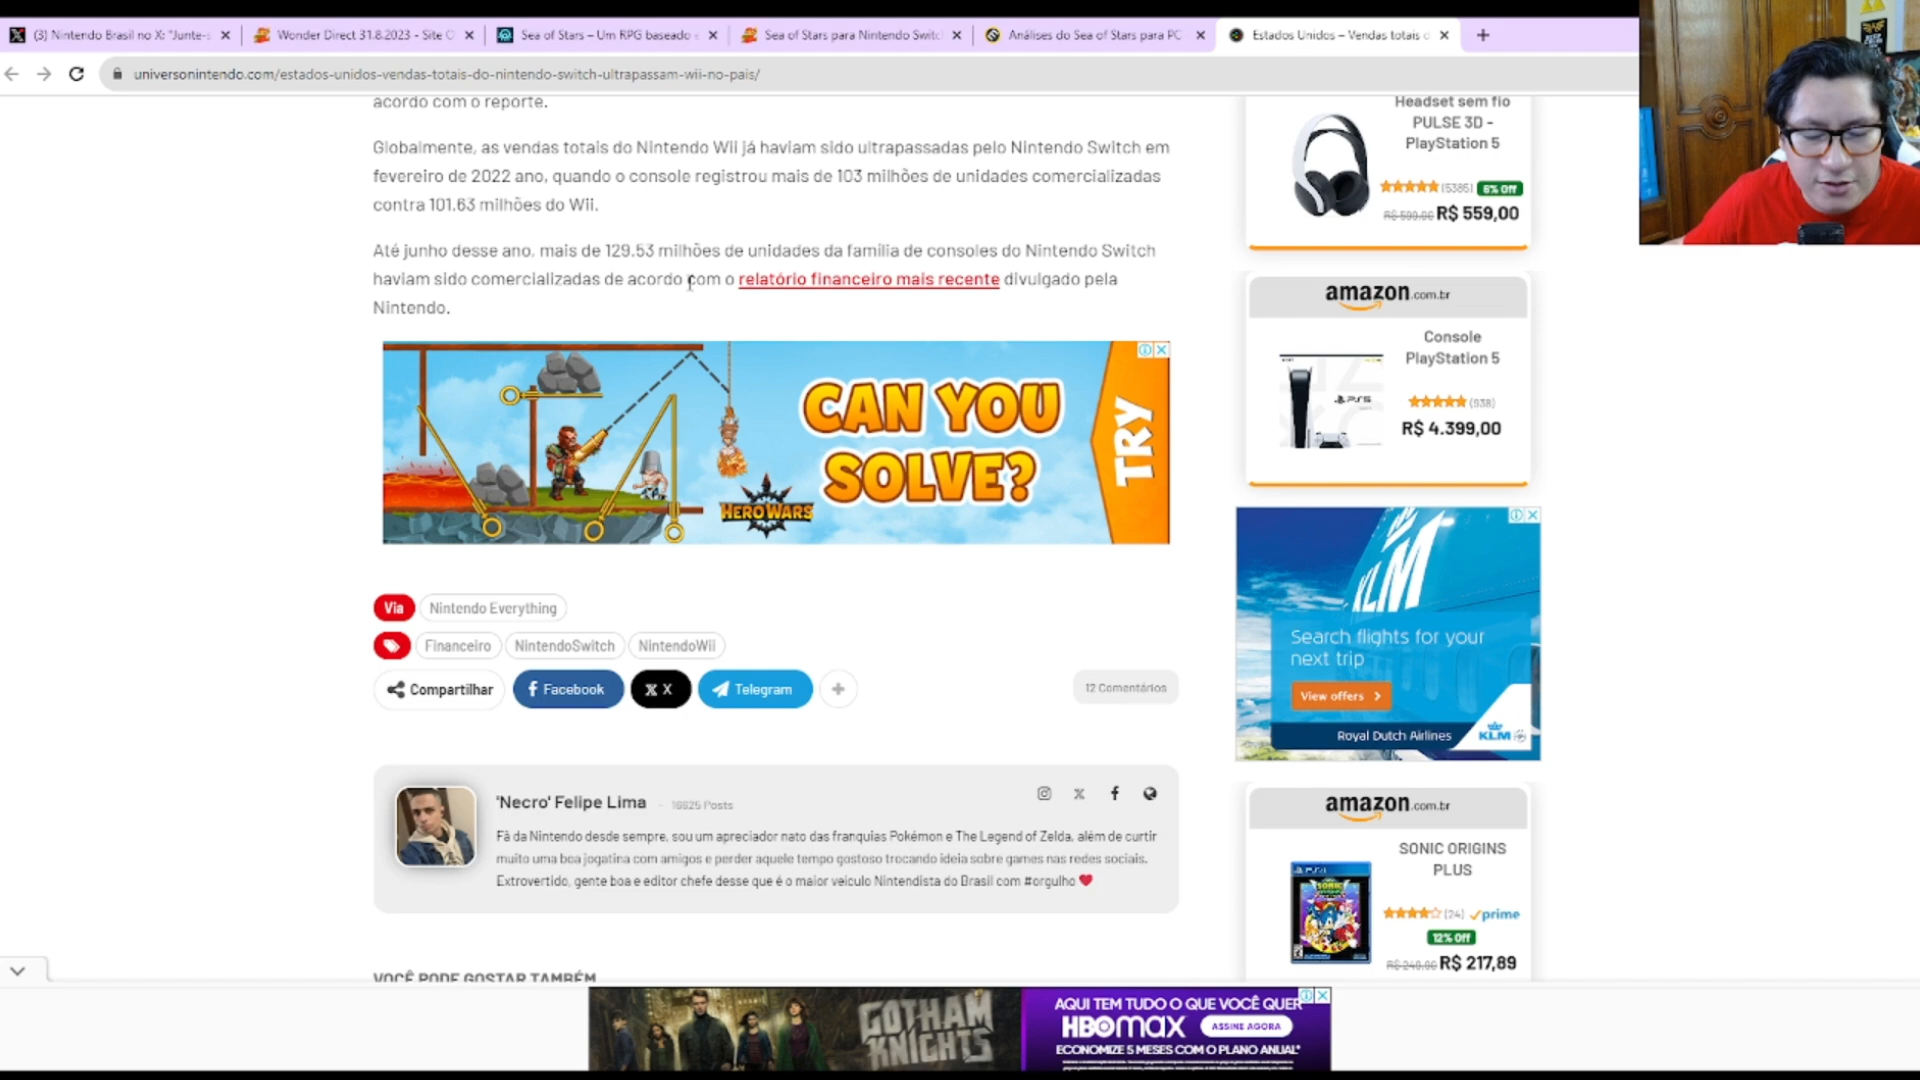 (3) Nintendo Brasil no X: "Junte-s
Wonder Direct 31.8.2023 - Site O
Sea of Stars – Um RPG baseado e
Sea of Stars para Nintendo Switc
Análises do Sea of Stars para PC
Estados Unidos – Vendas totais d
universonintendo.com/estados-unidos-vendas-totais-do-nintendo-switch-ultrapassam-wii-no-pais/
acordo com o reporte.
Globalmente, as vendas totais do Nintendo Wii já haviam sido ultrapassadas pelo Nintendo Switch em
fevereiro de 2022 ano, quando o console registrou mais de 103 milhões de unidades comercializadas
contra 101.63 milhões do Wii.
Até junho desse ano, mais de 129.53 milhões de unidades da família de consoles do Nintendo Switch
haviam sido comercializadas de acordo com o relatório financeiro mais recente divulgado pela
Nintendo.
CAN YOU
SOLVE?
TRY
HERO WARS
Via
Nintendo Everything
Financeiro
NintendoSwitch
NintendoWii
Compartilhar
Facebook
X
Telegram
12 Comentários
'Necro' Felipe Lima - 16625 Posts
Fã da Nintendo desde sempre, sou um apreciador nato das franquias Pokémon e The Legend of Zelda, além de curtir
muito uma boa jogatina com amigos e perder aquele tempo gostoso trocando ideia sobre games nas redes sociais.
Extrovertido, gente boa e editor chefe desse que é o maior veículo Nintendista do Brasil com #orgulho
VOCÊ PODE GOSTAR TAMBÉM
Headset sem fio
PULSE 3D -
PlayStation 5
(5385) 6% Off
R$ 599,00 R$ 559,00
amazon.com.br
Console
PlayStation 5
PS5
(938)
R$ 4.399,00
Search flights for your
next trip
View offers
Royal Dutch Airlines
KLM
amazon.com.br
SONIC ORIGINS
PLUS
(24) prime
12% Off
R$ 249,00 R$ 217,89
GOTHAM
KNIGHTS
AQUI TEM TUDO O QUE VOCÊ QUER
HBOMAX
ASSINE AGORA
ECONOMIZE 5 MESES COM O PLANO ANUAL*